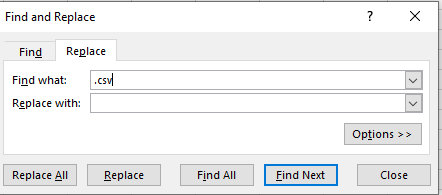 Find and Replace
Find Replace
Find what: .csv
Replace with:
Options >>
Replace All Replace Find All Find Next Close